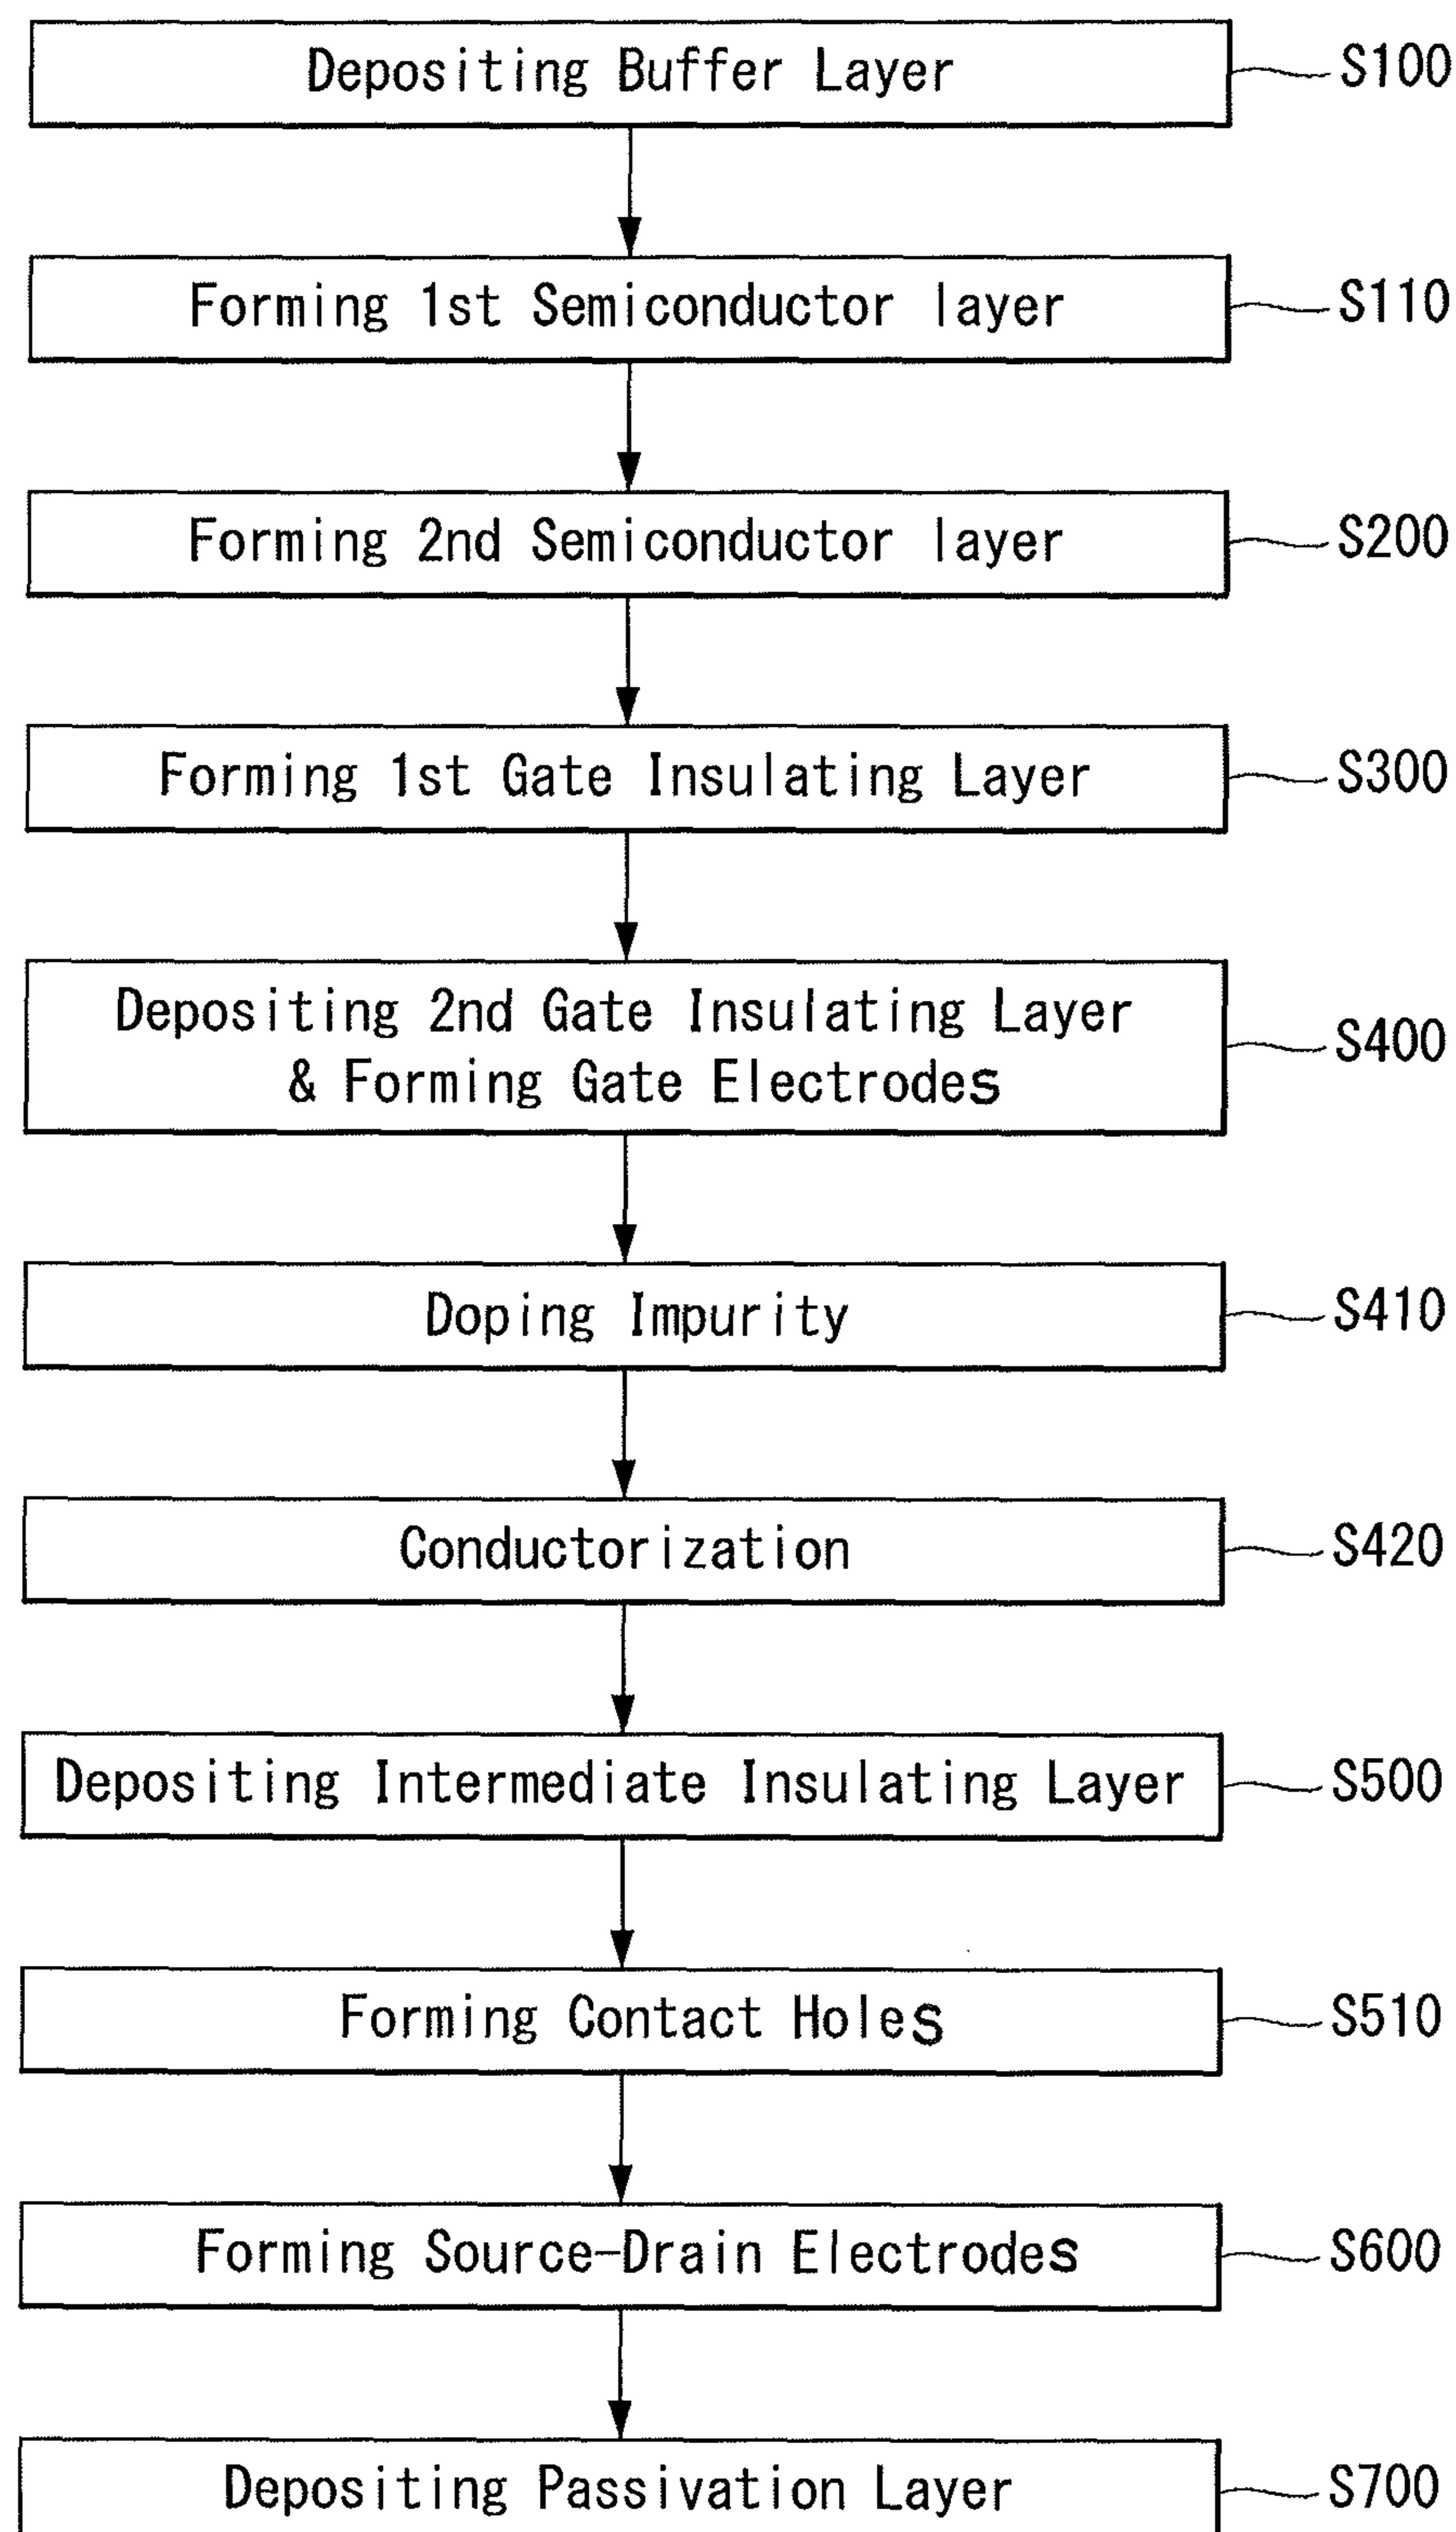 Depositing Buffer Layer S100
Forming 1st Semiconductor layer S110
Forming 2nd Semiconductor layer S200
Forming 1st Gate Insulating Layer S300
Depositing 2nd Gate Insulating Layer
& Forming Gate Electrodes S400
Doping Impurity S410
Conductorization S420
Depositing Intermediate Insulating Layer S500
Forming Contact Holes S510
Forming Source-Drain Electrodes S600
Depositing Passivation Layer S700